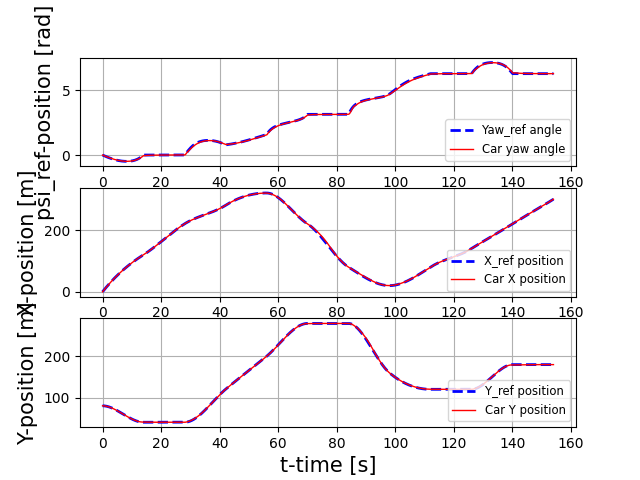 psi_ref-position [rad]
5
0
Yaw_ref angle
Car yaw angle
0 20 40 60 80 100 120 140 160
X-position [m]
200
0
X_ref position
Car X position
0 20 40 60 80 100 120 140 160
Y-position [m]
200
100
Y_ref position
Car Y position
0 20 40 60 80 100 120 140 160
t-time [s]